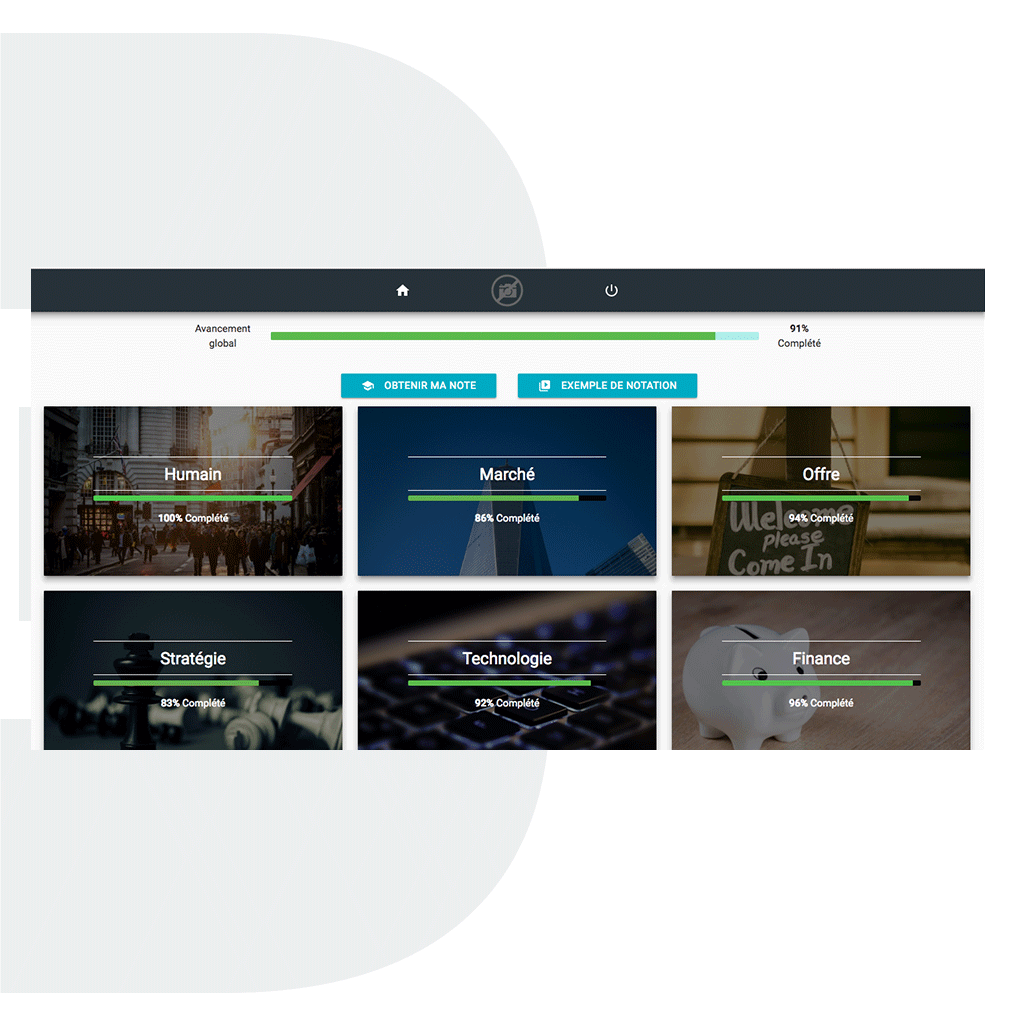 Avancement
global
91%
Complété
OBTENIR MA NOTE
EXEMPLE DE NOTATION
Humain
100% Complété
Marché
86% Complété
Offre
94% Complété
Welcome
please
Come In
Stratégie
83% Complété
Technologie
92% Complété
Finance
96% Complété